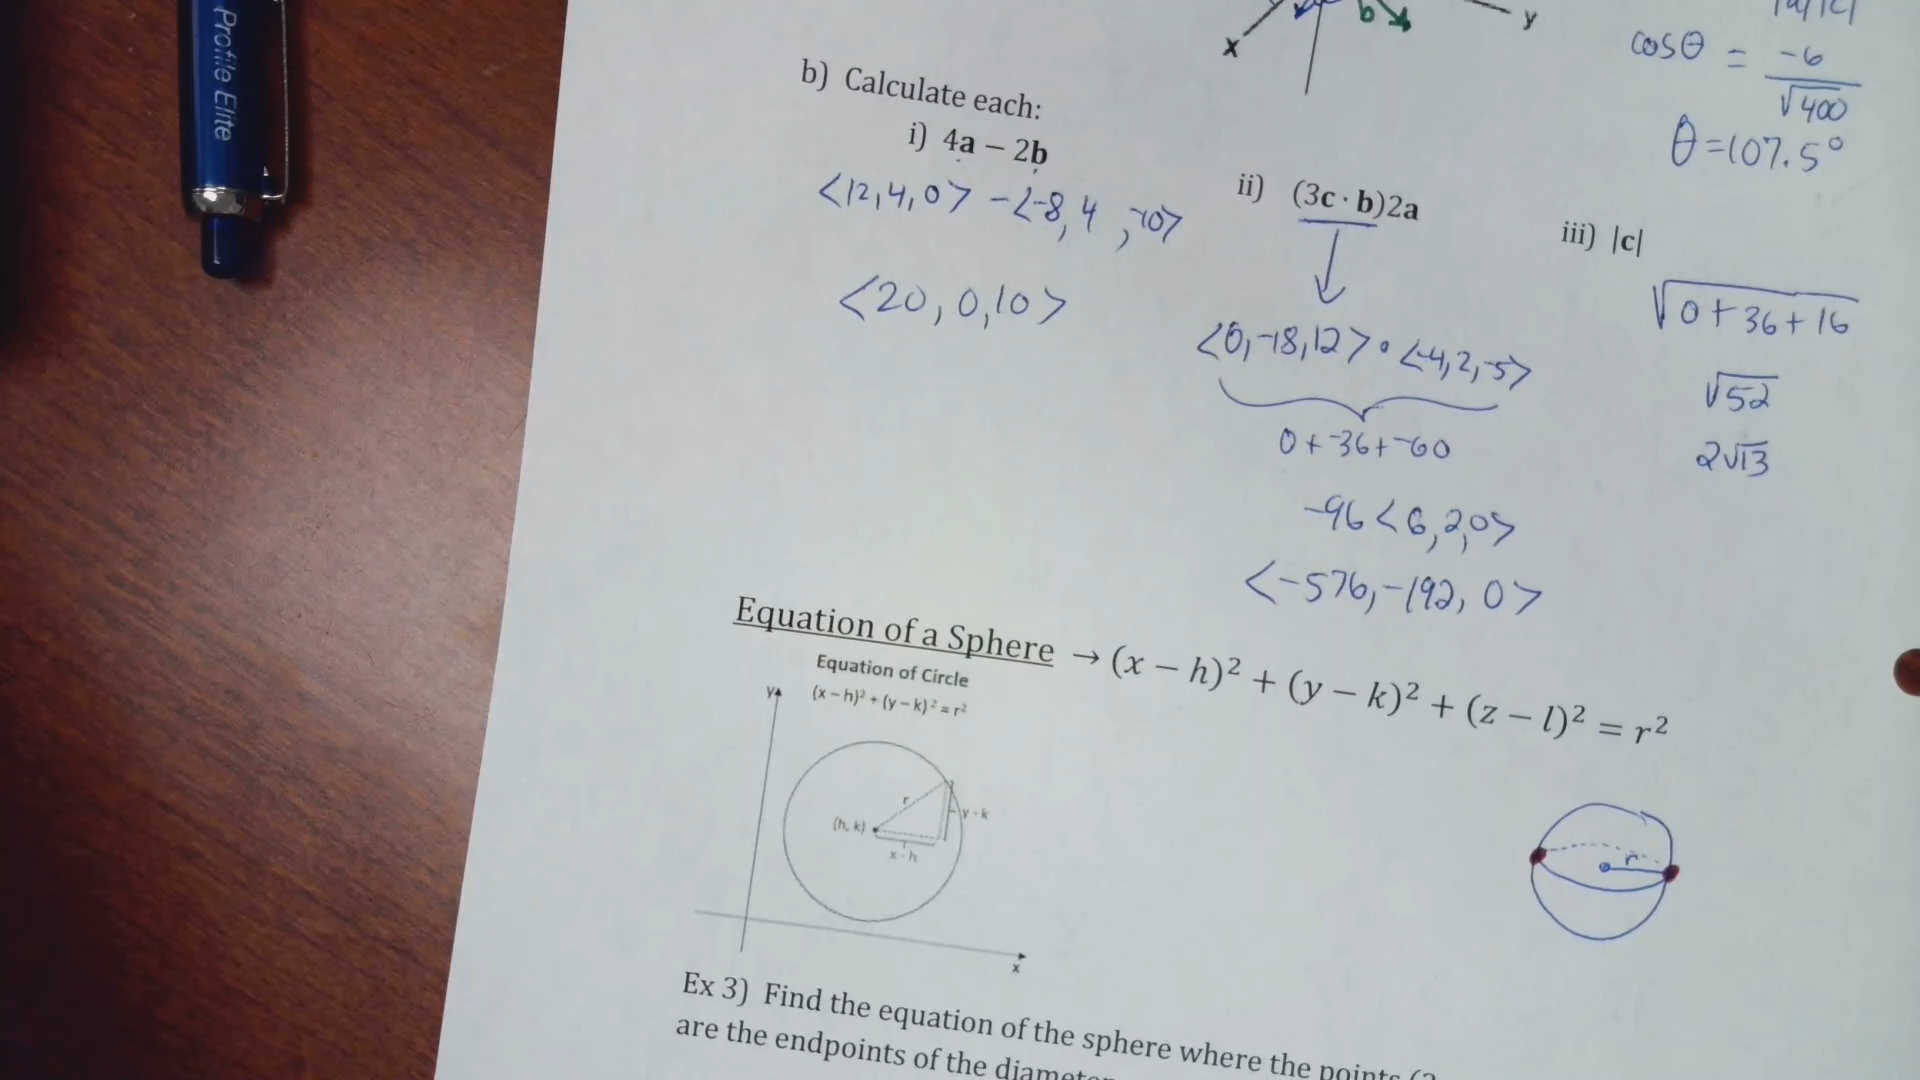 Profile Elite
x
b
y
|a||c|
cosθ = -6
√400
θ = 107.5°
b) Calculate each:
i) 4a − 2b
<12, 4, 0> - <-8, 4, -10>
<20, 0, 10>
ii) (3c · b)2a
<0, -18, 12> · <-4, 2, -5>
0 + -36 + -60
-96 <6, 2, 0>
<-576, -192, 0>
iii) |c|
√0 + 36 + 16
√52
2√13
Equation of a Sphere → (x − h)² + (y − k)² + (z − l)² = r²
Equation of Circle
(x − h)² + (y − k)² = r²
y
r
y - k
(h, k)
x - h
x
r
Ex 3) Find the equation of the sphere where the points
are the endpoints of the